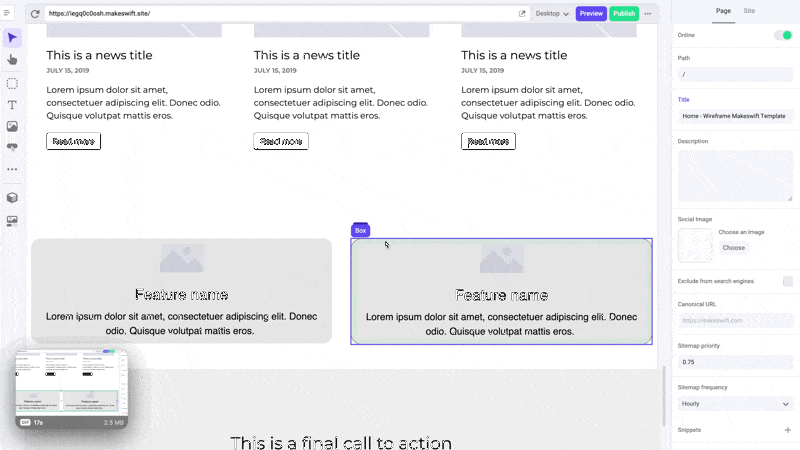 https://iegq0c0osh.makeswift.site/
Desktop
Preview
Publish
Page
Site
Online
Path
/
Title
Home - Wireframe Makeswift Template
Description
Social Image
Choose an image
Choose
Exclude from search engines
Canonical URL
https://makeswift.com
Sitemap priority
0.75
Sitemap frequency
Hourly
Snippets
This is a news title
JULY 15, 2019
Lorem ipsum dolor sit amet,
consectetuer adipiscing elit. Donec odio.
Quisque volutpat mattis eros.
Read more
This is a news title
JULY 15, 2019
Lorem ipsum dolor sit amet,
consectetuer adipiscing elit. Donec odio.
Quisque volutpat mattis eros.
Read more
This is a news title
JULY 15, 2019
Lorem ipsum dolor sit amet,
consectetuer adipiscing elit. Donec odio.
Quisque volutpat mattis eros.
Read more
Feature name
Lorem ipsum dolor sit amet, consectetuer adipiscing elit. Donec
odio. Quisque volutpat mattis eros.
Box
Feature name
Lorem ipsum dolor sit amet, consectetuer adipiscing elit. Donec
odio. Quisque volutpat mattis eros.
GIF 17s
2.3 MB
This is a final call to action